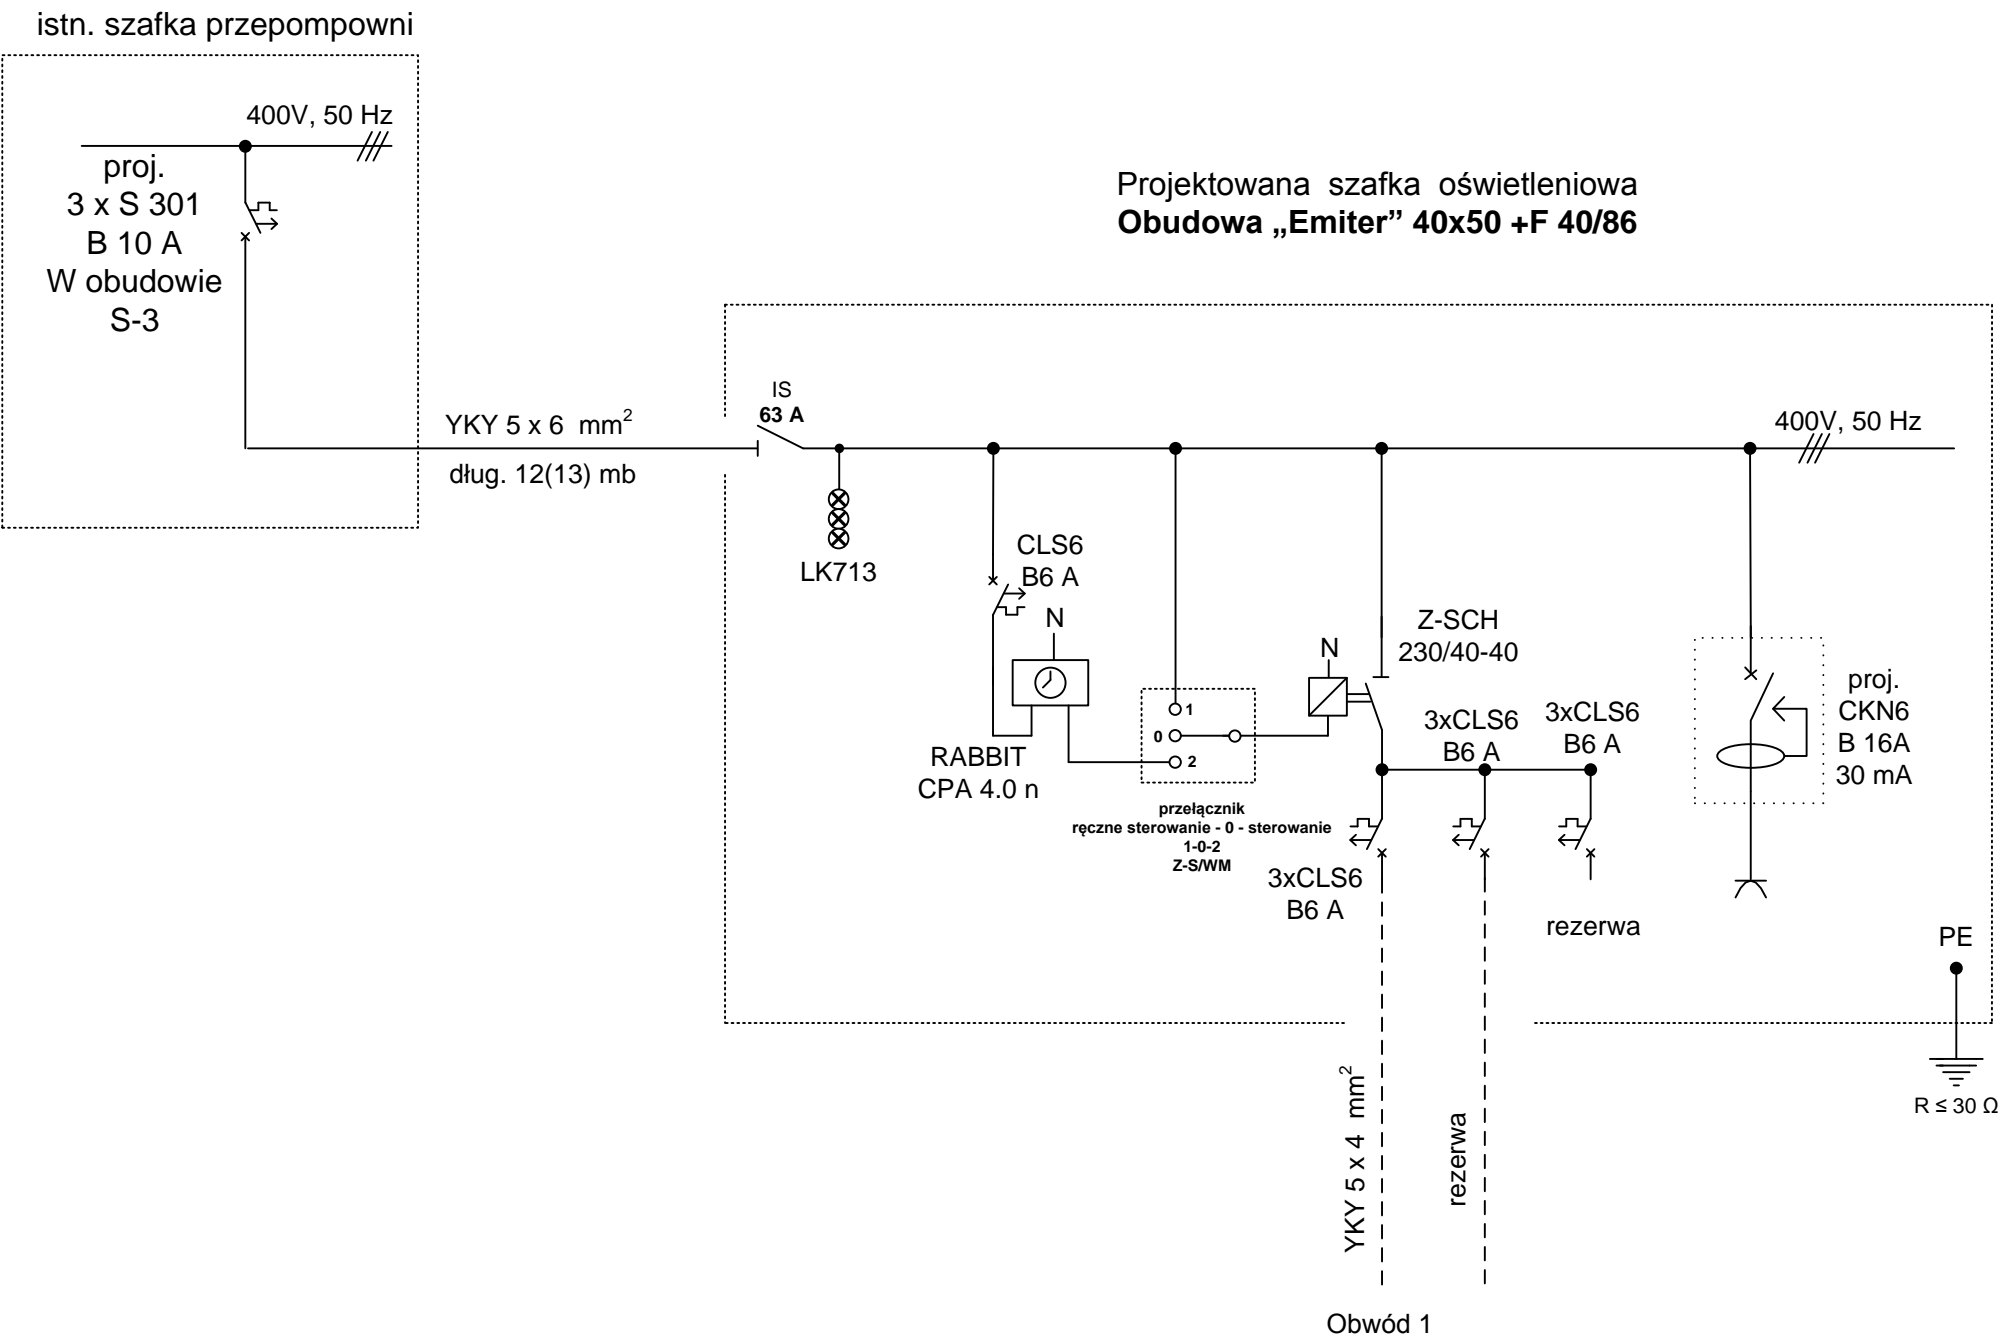 istn. szafka przepompowni
400V, 50 Hz
proj.
3 x S 301
B 10 A
W obudowie
S-3
Projektowana szafka oświetleniowa
Obudowa „Emiter” 40x50 +F 40/86
YKY 5 x 6 mm²
dług. 12(13) mb
IS
63 A
400V, 50 Hz
LK713
CLS6
B6 A
N
RABBIT
CPA 4.0 n
1
0
2
przełącznik
ręczne sterowanie - 0 - sterowanie
1-0-2
Z-S/WM
N
Z-SCH
230/40-40
3xCLS6
B6 A
3xCLS6
B6 A
3xCLS6
B6 A
rezerwa
proj.
CKN6
B 16A
30 mA
PE
R ≤ 30 Ω
YKY 5 x 4 mm²
rezerwa
Obwód 1